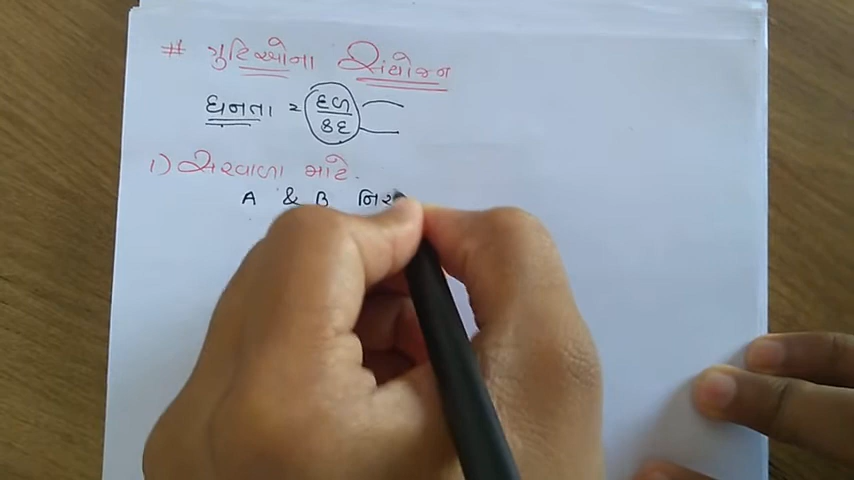 # ત્રુટિઓના સંયોજન
ઘનતા = દળ / કદ
1) સરવાળા માટે.
A & B નિર